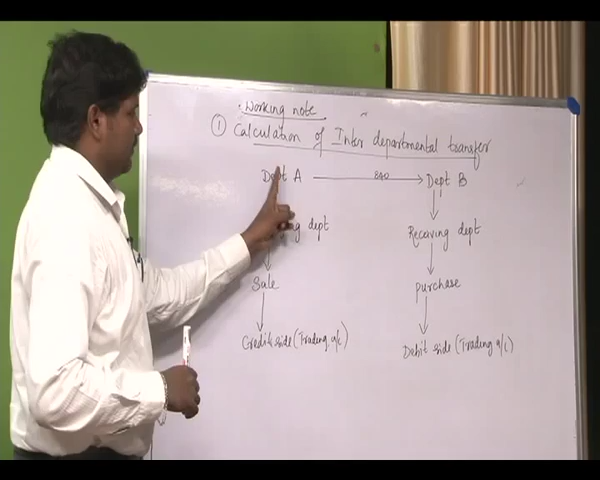 Working note
① Calculation of Inter departmental transfer
Dept A 840 Dept B
dept Recaving dept
Sale purchase
Credit side (Trading a/c) Debit side (Trading a/c)